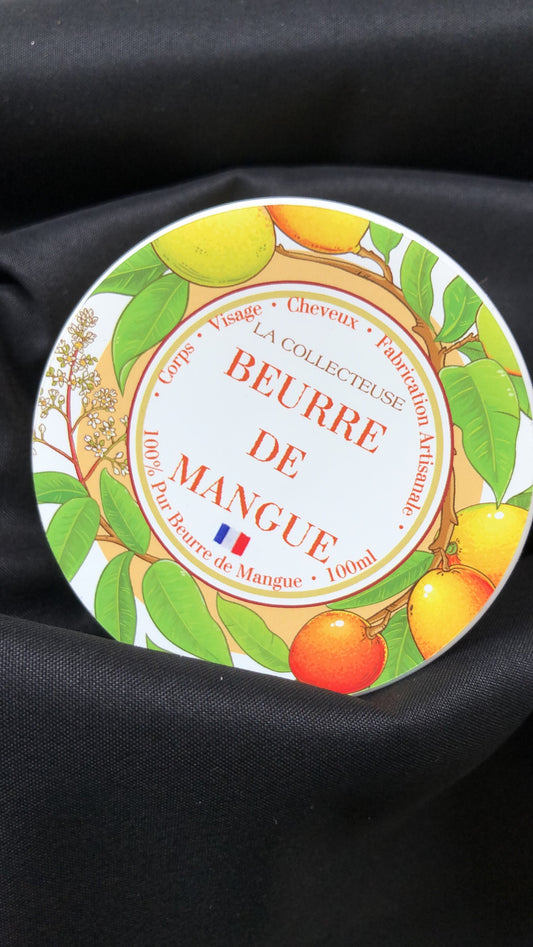 · Corps · Visage · Cheveux · Fabrication Artisanale ·
LA COLLECTEUSE
BEURRE
DE
MANGUE
100% Pur Beurre de Mangue · 100ml